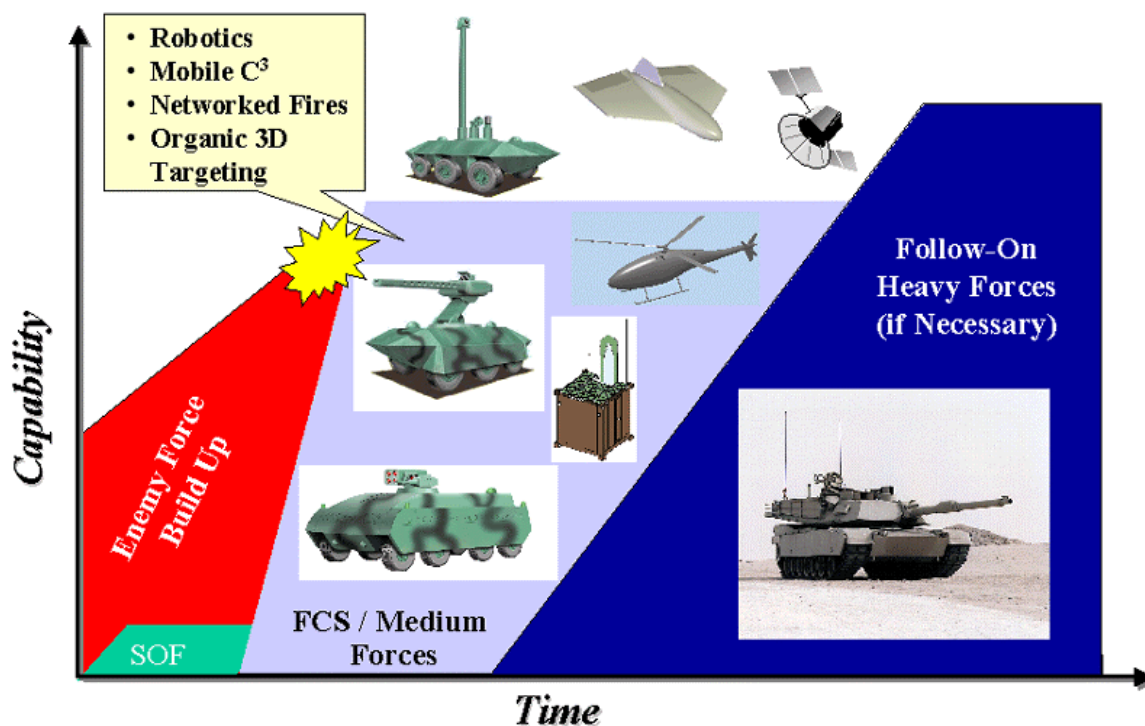 • Robotics
• Mobile C³
• Networked Fires
• Organic 3D
Targeting
Follow-On
Heavy Forces
(if Necessary)
Capability
Enemy Force
Build Up
FCS / Medium
Forces
SOF
Time